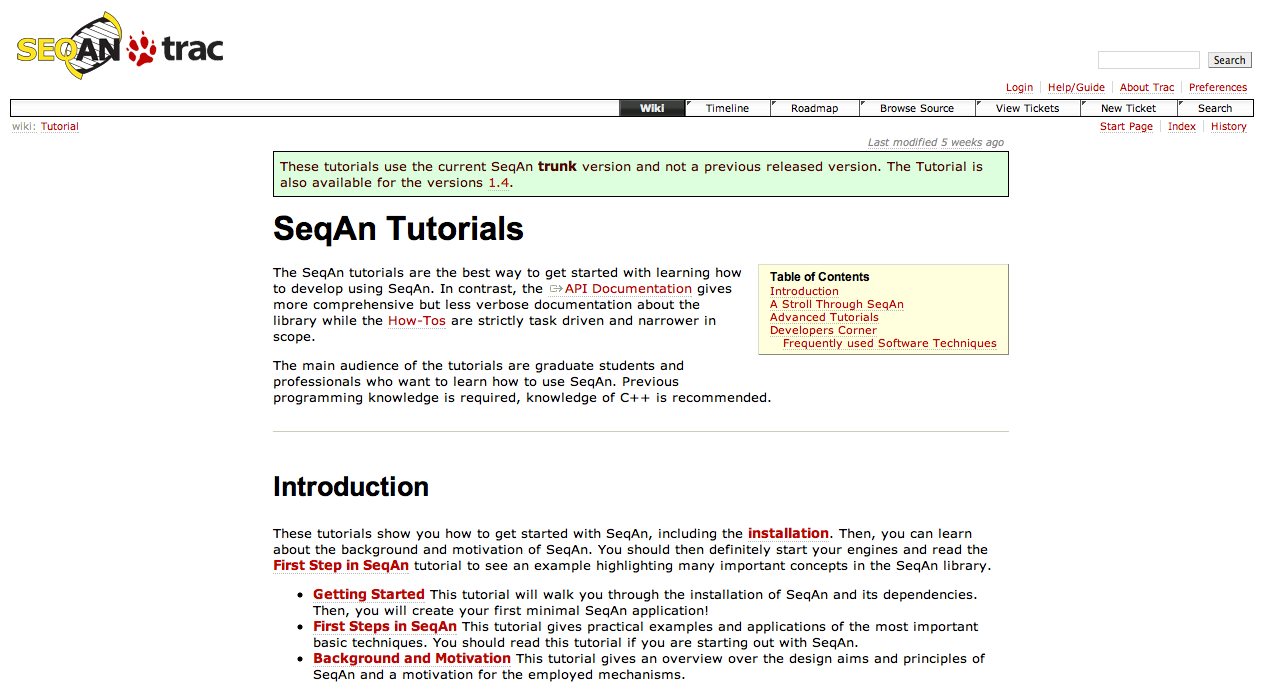 SEQAN trac
Search
Login Help/Guide About Trac Preferences
Wiki Timeline Roadmap Browse Source View Tickets New Ticket Search
wiki: Tutorial
Start Page Index History
Last modified 5 weeks ago
These tutorials use the current SeqAn trunk version and not a previous released version. The Tutorial is
also available for the versions 1.4.
SeqAn Tutorials
The SeqAn tutorials are the best way to get started with learning how
to develop using SeqAn. In contrast, the API Documentation gives
more comprehensive but less verbose documentation about the
library while the How-Tos are strictly task driven and narrower in
scope.
Table of Contents
Introduction
A Stroll Through SeqAn
Advanced Tutorials
Developers Corner
Frequently used Software Techniques
The main audience of the tutorials are graduate students and
professionals who want to learn how to use SeqAn. Previous
programming knowledge is required, knowledge of C++ is recommended.
Introduction
These tutorials show you how to get started with SeqAn, including the installation. Then, you can learn
about the background and motivation of SeqAn. You should then definitely start your engines and read the
First Step in SeqAn tutorial to see an example highlighting many important concepts in the SeqAn library.
• Getting Started This tutorial will walk you through the installation of SeqAn and its dependencies.
Then, you will create your first minimal SeqAn application!
• First Steps in SeqAn This tutorial gives practical examples and applications of the most important
basic techniques. You should read this tutorial if you are starting out with SeqAn.
• Background and Motivation This tutorial gives an overview over the design aims and principles of
SeqAn and a motivation for the employed mechanisms.